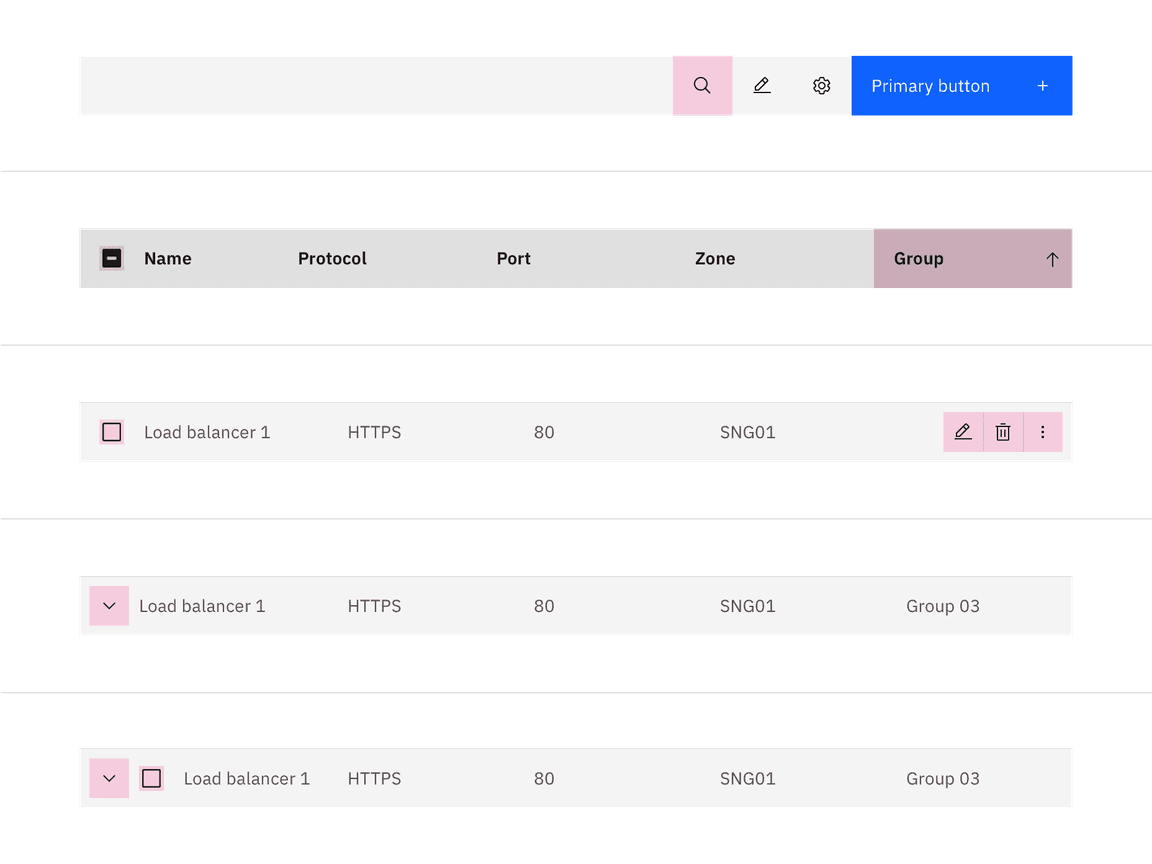 Primary button
Name Protocol Port Zone Group
Load balancer 1 HTTPS 80 SNG01
Load balancer 1 HTTPS 80 SNG01 Group 03
Load balancer 1 HTTPS 80 SNG01 Group 03